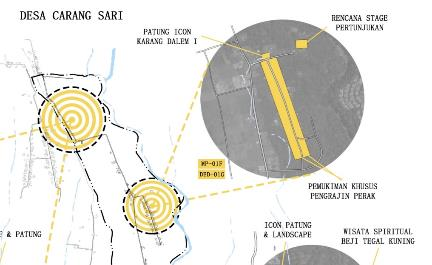 DESA CARANG SARI
RENCANA STAGE
PERTUNJUKAN
PATUNG ICON
KARANG DALEM I
MP-01F
DED-01G
PEMUKIMAN KHUSUS
PENGRAJIN PERAK
& PATUNG
ICON PATUNG
& LANDSCAPE
WISATA SPIRITUAL
BEJI TEGAL KUNING